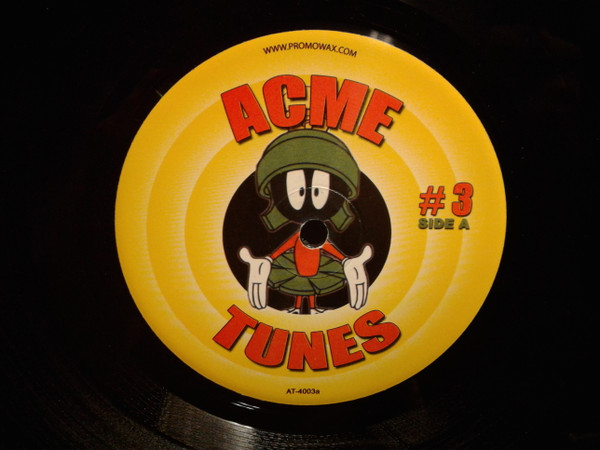 WWW.PROMOWAX.COM
ACME
#3
SIDE A
TUNES
AT-4003a